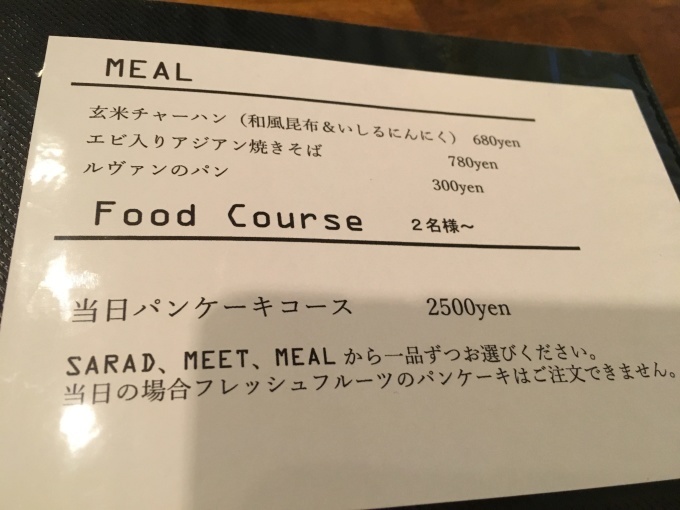 MEAL
玄米チャーハン（和風昆布＆いしるにんにく） 680yen
エビ入りアジアン焼きそば 780yen
ルヴァンのパン 300yen
Food Course 2名様～
当日パンケーキコース 2500yen
SARAD、MEET、MEALから一品ずつお選びください。
当日の場合フレッシュフルーツのパンケーキはご注文できません。